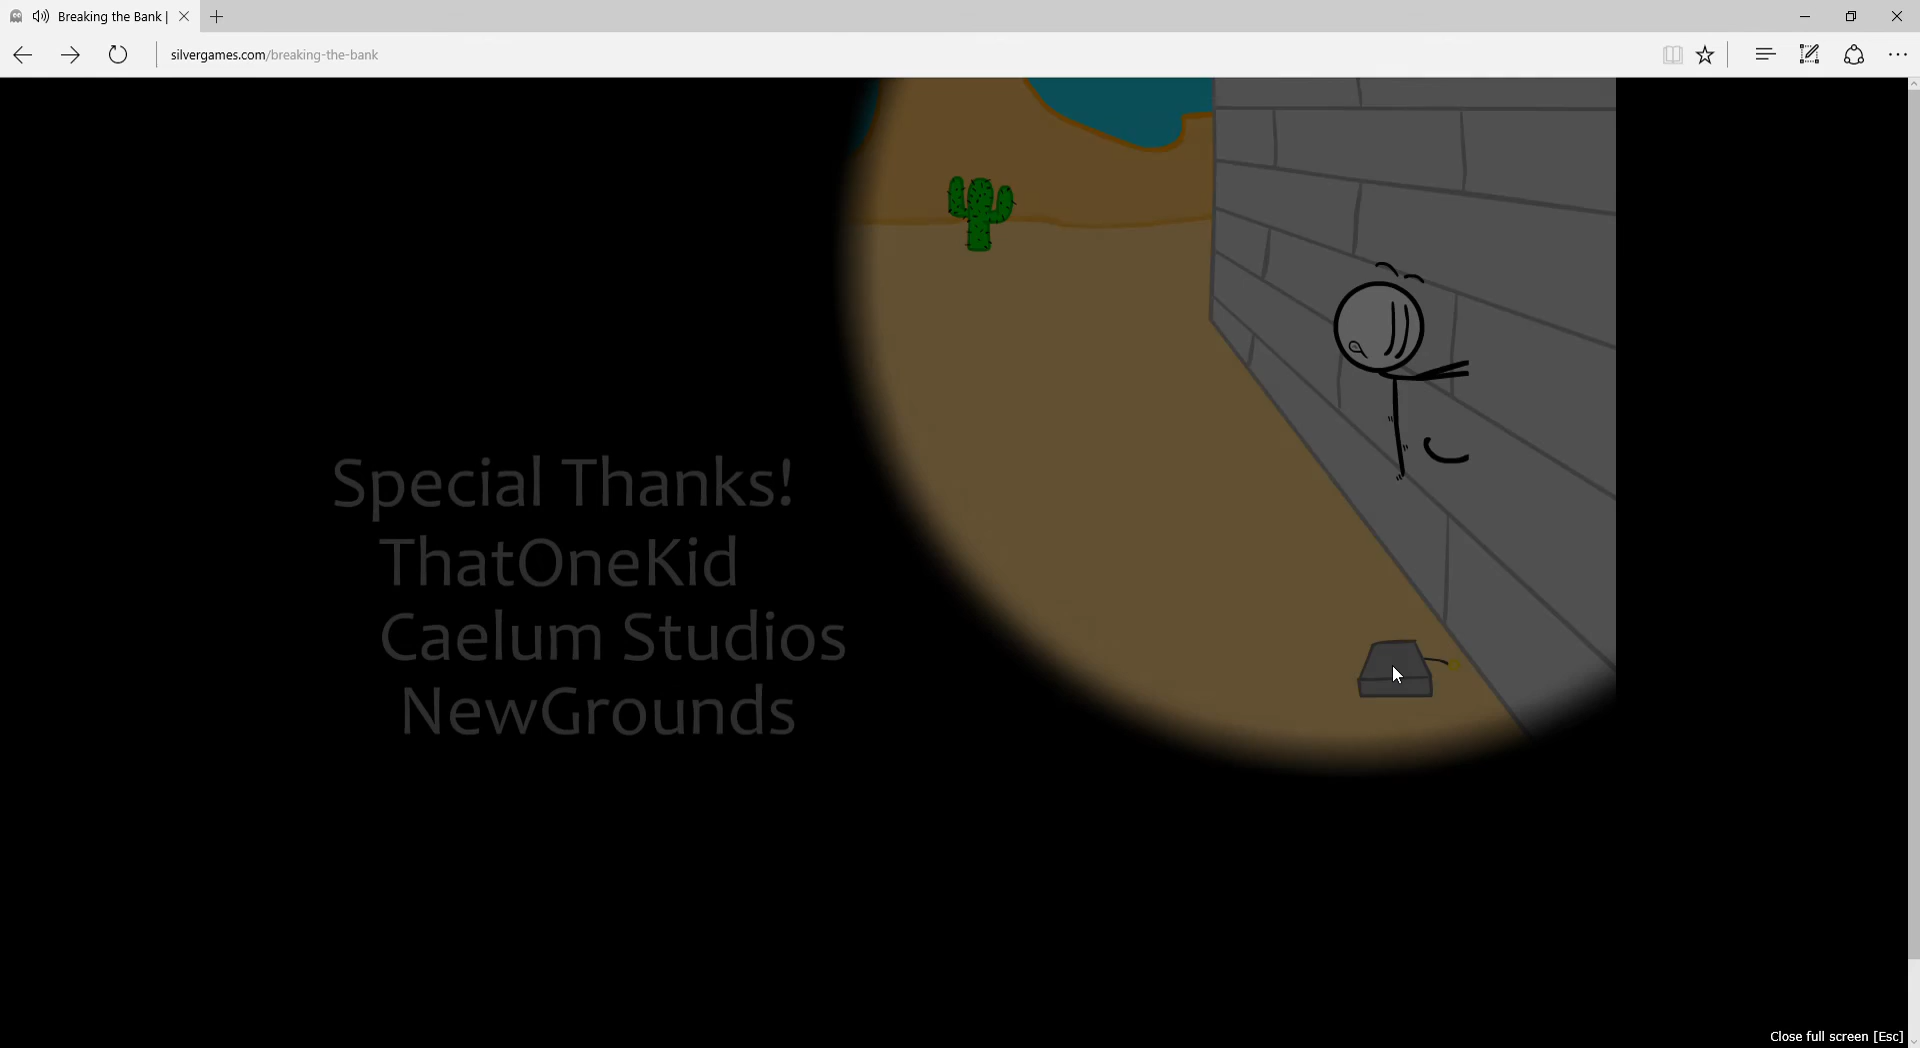 Breaking the Bank |
silvergames.com/breaking-the-bank
Special Thanks!
ThatOneKid
Caelum Studios
NewGrounds
Close full screen [Esc]